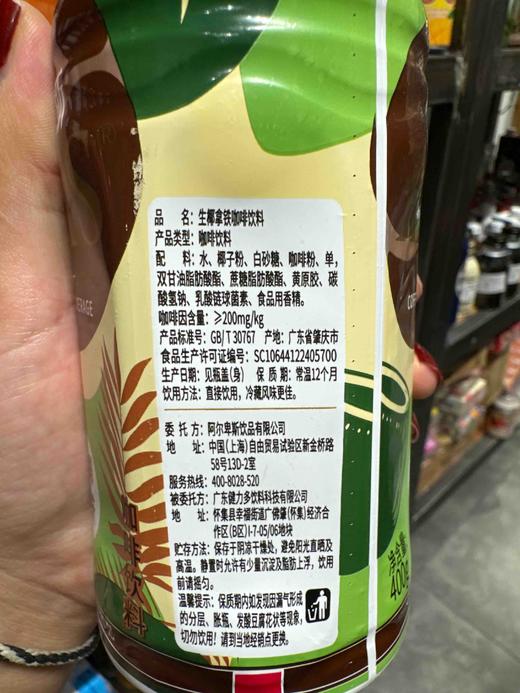 品 名：生椰拿铁咖啡饮料
产品类型：咖啡饮料
配 料：水、椰子粉、白砂糖、咖啡粉、单，
双甘油脂肪酸酯、蔗糖脂肪酸酯、黄原胶、碳
酸氢钠、乳酸链球菌素、食品用香精。
咖啡因含量：≥200mg/kg
产品标准号：GB/T 30767 产地：广东省肇庆市
食品生产许可证编号：SC10644122405700
生产日期：见瓶盖(身) 保质期：常温12个月
饮用方法：直接饮用，冷藏风味更佳。
委托方：阿尔卑斯饮品有限公司
地 址：中国(上海)自由贸易试验区新金桥路
58号13D-2室
服务热线：400-8028-520
被委托方：广东健力多饮料科技有限公司
地 址：怀集县幸福街道广佛肇(怀集)经济合
作区(B区)I-7-05/06地块
贮存方法：保存于阴凉干燥处，避免阳光直晒及
高温。静量时允许有少量沉淀及脂肪上浮，饮用
前请摇匀。
温馨提示：保质期内如发现因漏气形成
的分层、胀瓶、发酸豆腐花状等现象，
切勿饮用！请到当地经销点更换。
咖啡饮料
净含量
400g
ERAGE